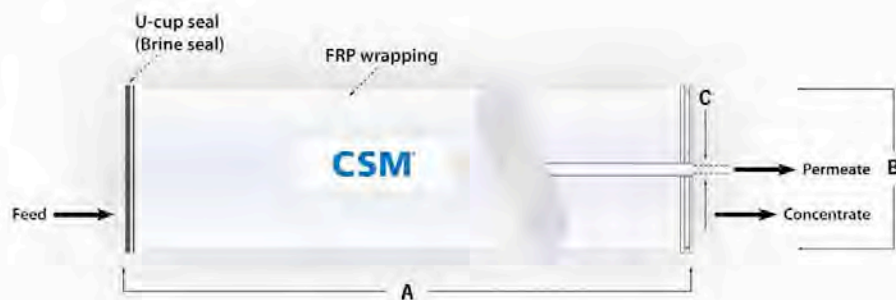 U-cup seal
(Brine seal)
FRP wrapping
C
CSM
B
Permeate
Feed
Concentrate
A